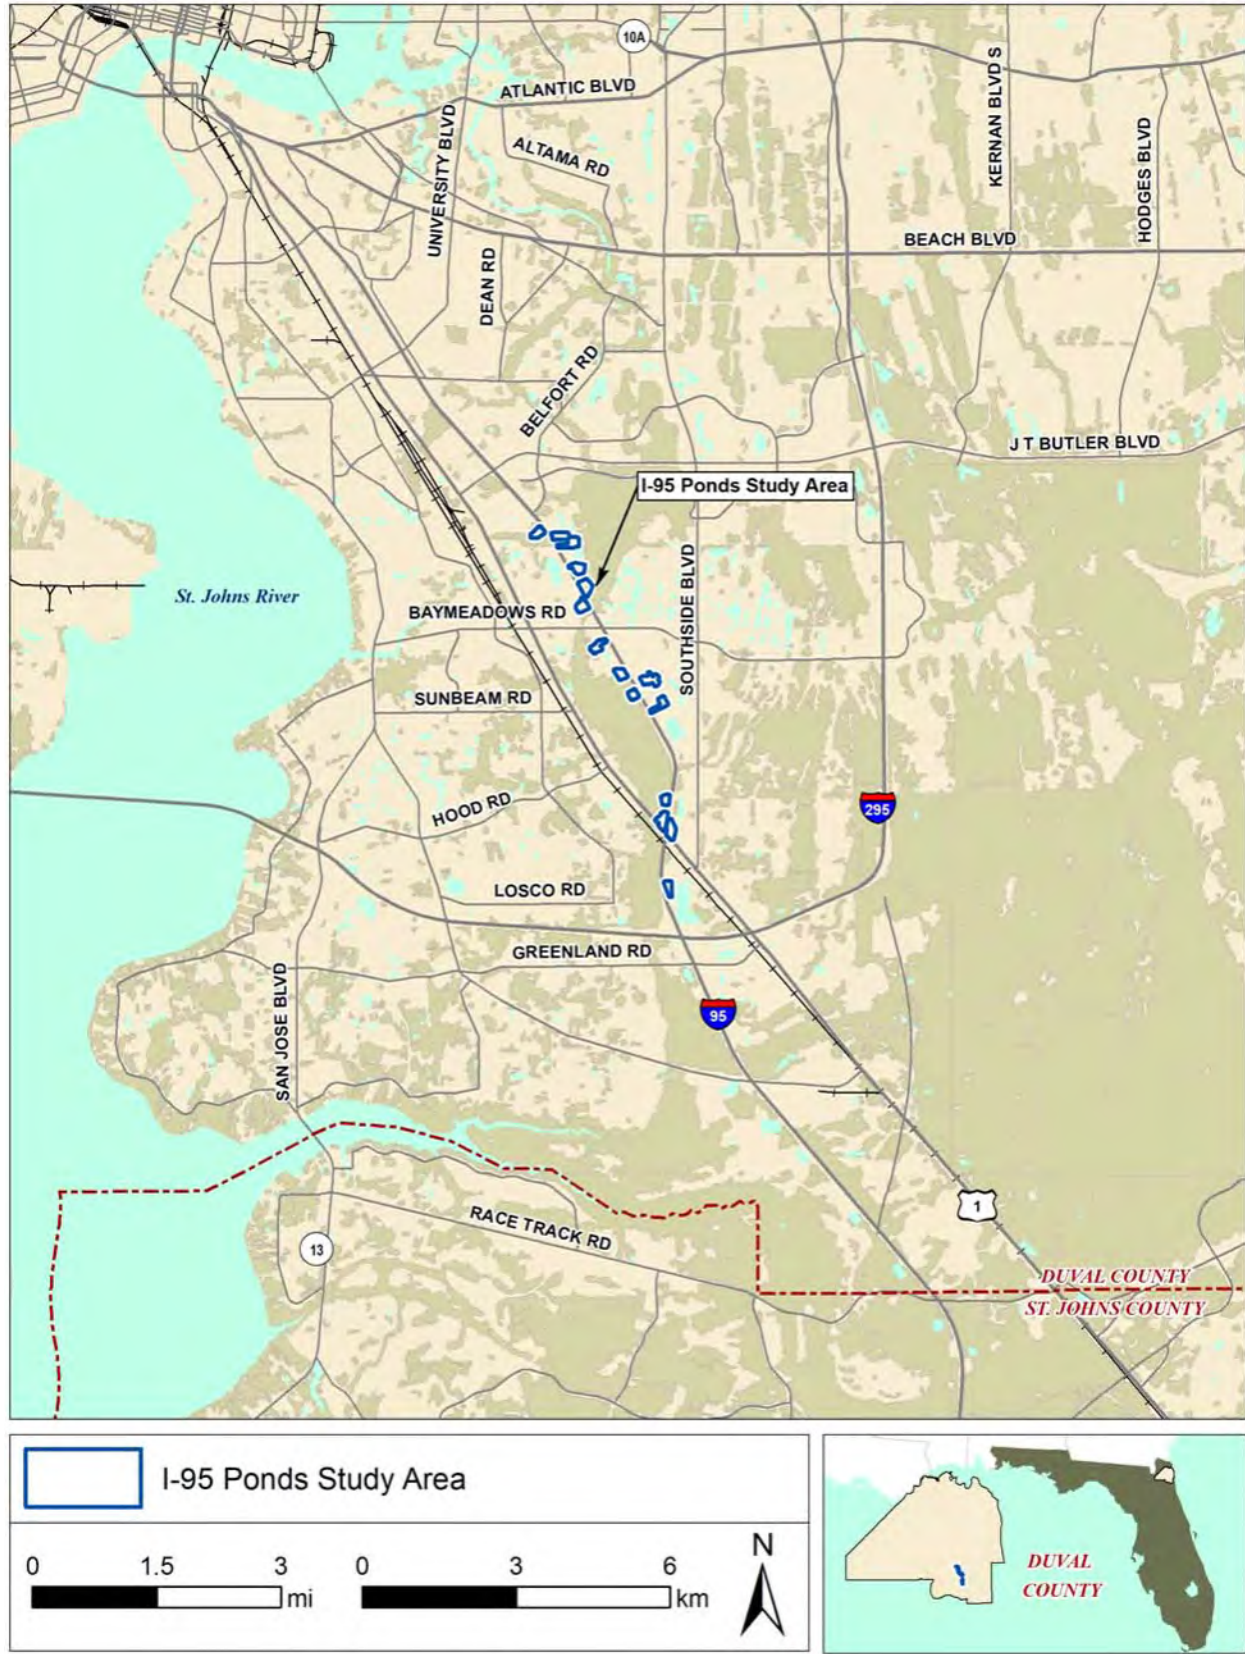 10A
ATLANTIC BLVD
KERNAN BLVD S
UNIVERSITY BLVD
ALTAMA RD
HODGES BLVD
BEACH BLVD
DEAN RD
BELFORT RD
J T BUTLER BLVD
I-95 Ponds Study Area
St. Johns River
BAYMEADOWS RD
SOUTHSIDE BLVD
SUNBEAM RD
HOOD RD
295
LOSCO RD
GREENLAND RD
SAN JOSE BLVD
95
1
RACE TRACK RD
13
DUVAL COUNTY
ST. JOHNS COUNTY
I-95 Ponds Study Area
0 1.5 3
mi
0 3 6
km
N
DUVAL
COUNTY